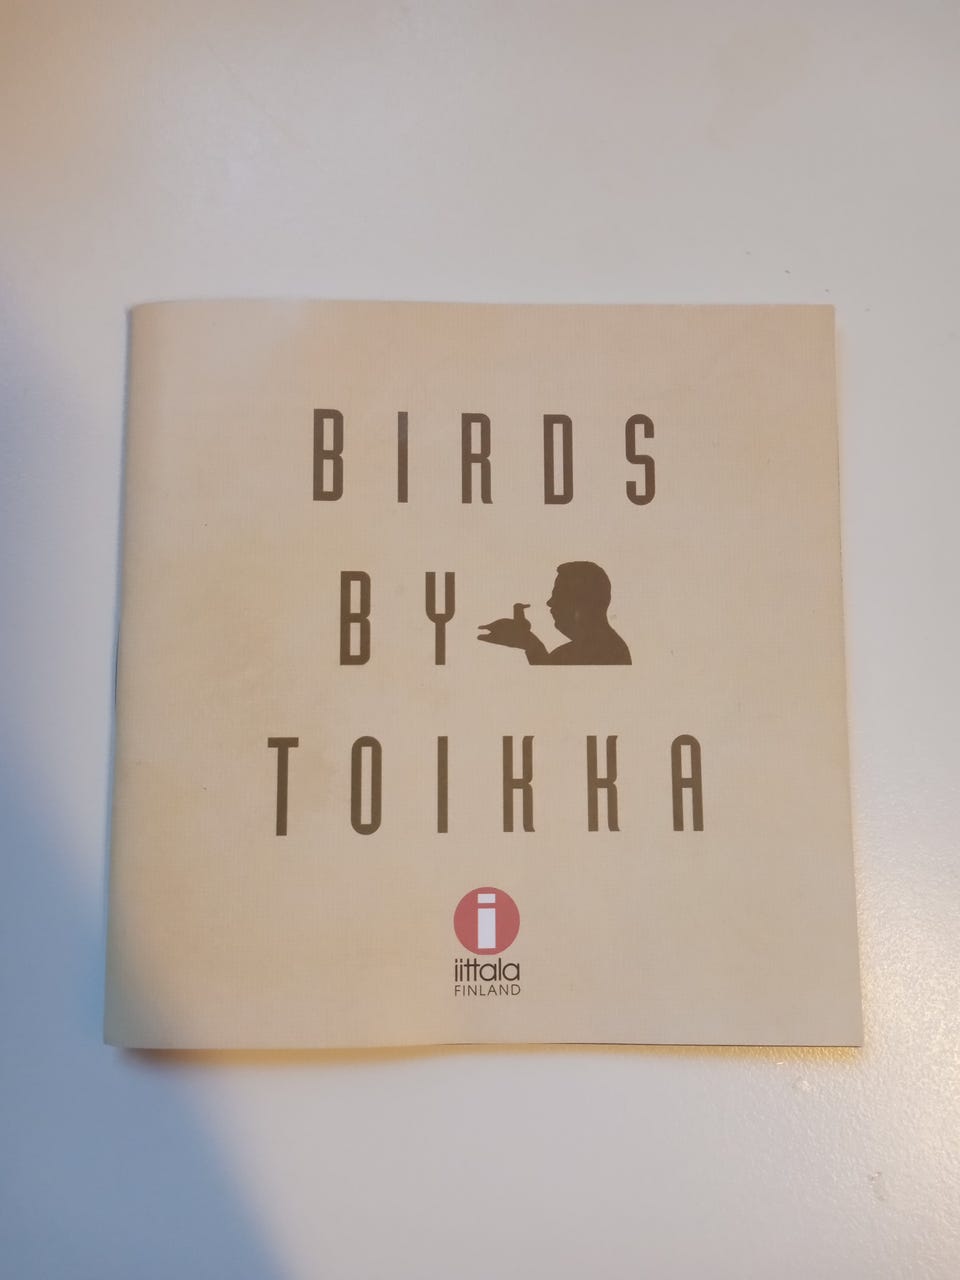 BIRDS
BY
TOIKKA
i
iittala
FINLAND